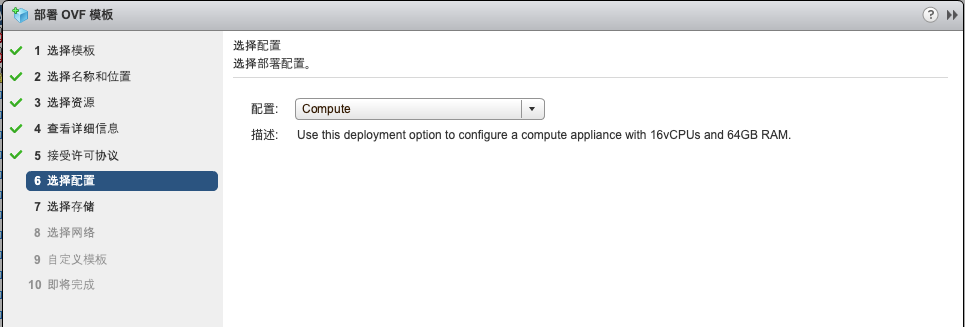 部署 OVF 模板
?
1 选择模板
2 选择名称和位置
3 选择资源
4 查看详细信息
5 接受许可协议
6 选择配置
7 选择存储
8 选择网络
9 自定义模板
10 即将完成
选择配置
选择部署配置。
配置: Compute
描述: Use this deployment option to configure a compute appliance with 16vCPUs and 64GB RAM.